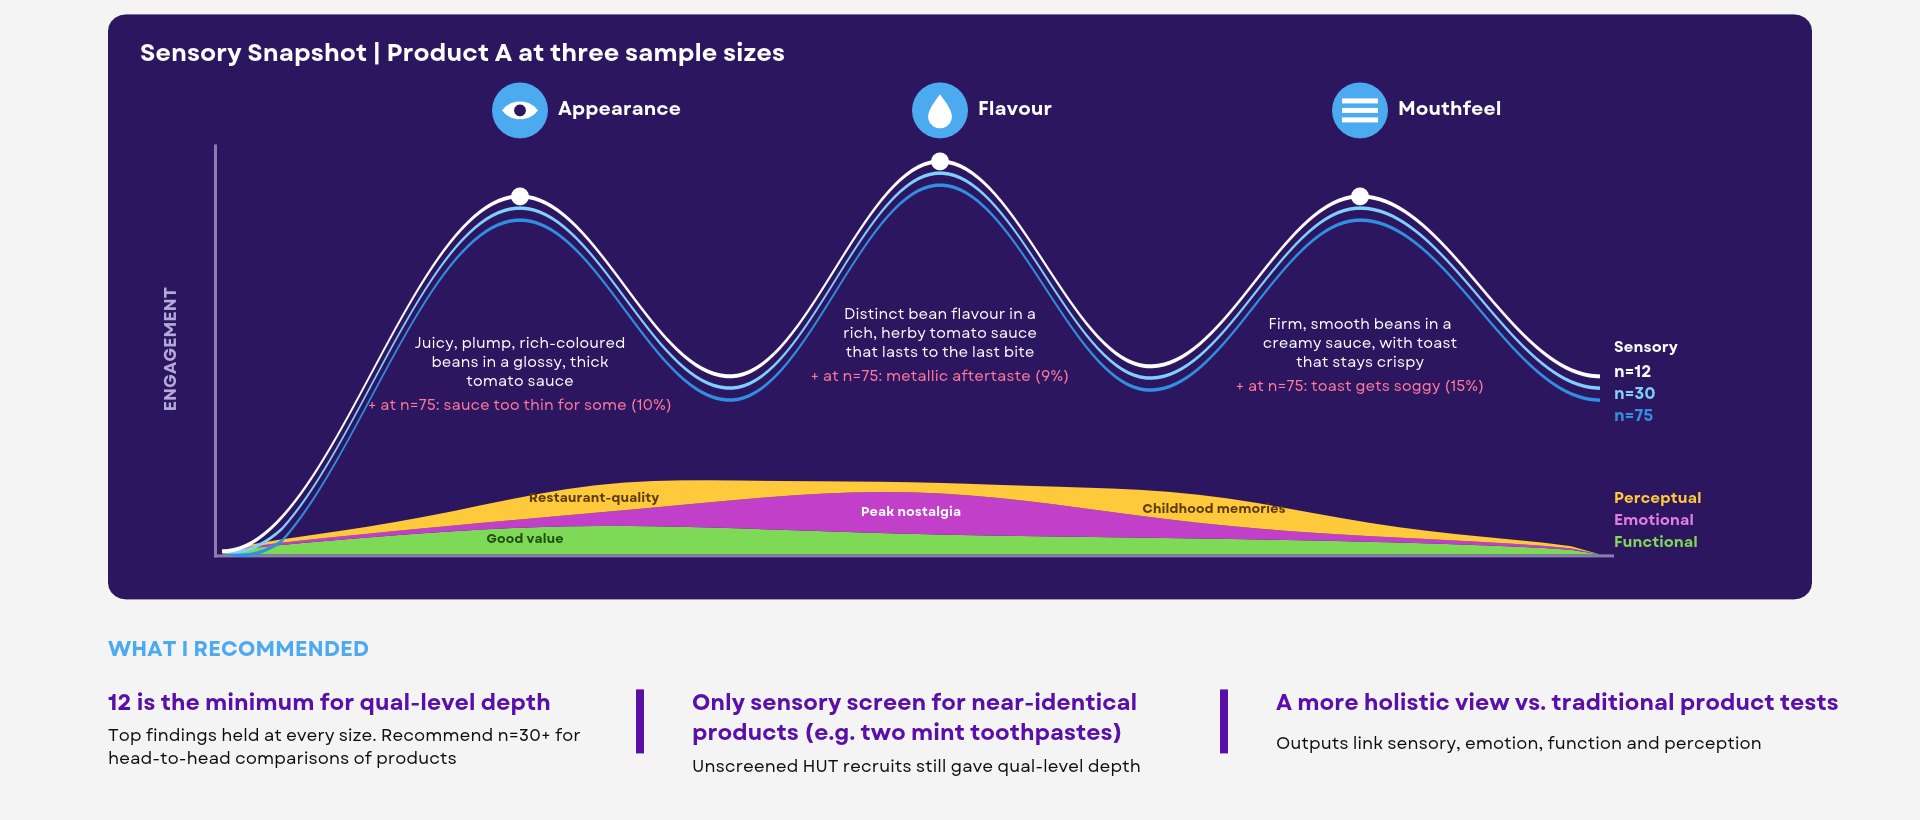 Sensory Snapshot | Product A at three sample sizes
Appearance
Flavour
Mouthfeel
ENGAGEMENT
Juicy, plump, rich-coloured
beans in a glossy, thick
tomato sauce
+ at n=75: sauce too thin for some (10%)
Distinct bean flavour in a
rich, herby tomato sauce
that lasts to the last bite
+ at n=75: metallic aftertaste (9%)
Firm, smooth beans in a
creamy sauce, with toast
that stays crispy
+ at n=75: toast gets soggy (15%)
Sensory
n=12
n=30
n=75
Restaurant-quality
Peak nostalgia
Childhood memories
Good value
Perceptual
Emotional
Functional
WHAT I RECOMMENDED
12 is the minimum for qual-level depth
Top findings held at every size. Recommend n=30+ for
head-to-head comparisons of products
Only sensory screen for near-identical
products (e.g. two mint toothpastes)
Unscreened HUT recruits still gave qual-level depth
A more holistic view vs. traditional product tests
Outputs link sensory, emotion, function and perception